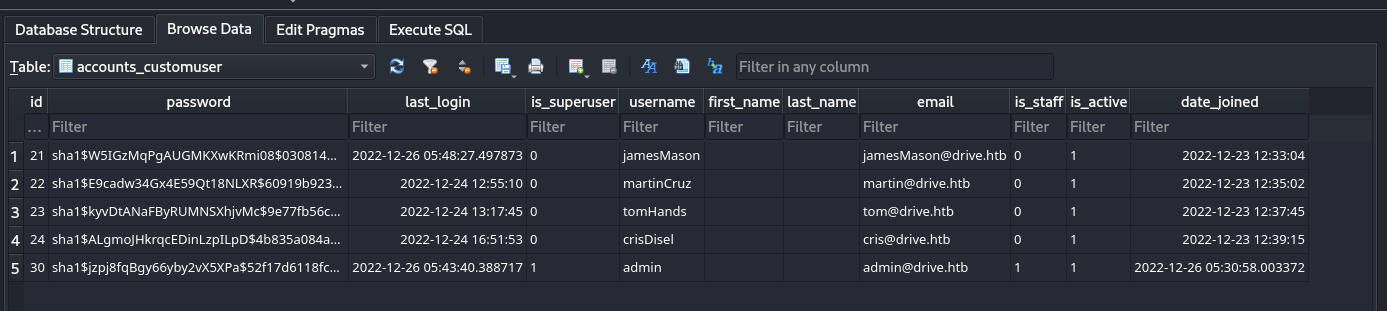 Database Structure Browse Data Edit Pragmas Execute SQL
Table: accounts_customuser Filter in any column
id password last_login is_superuser username first_name last_name email is_staff is_active date_joined
... Filter Filter Filter Filter Filter Filter Filter Filter Filter Filter
1 21 sha1$W5IGzMqPgAUGMKXwKRmi08$030814... 2022-12-26 05:48:27.497873 0 jamesMason jamesMason@drive.htb 0 1 2022-12-23 12:33:04
2 22 sha1$E9cadw34Gx4E59Qt18NLXR$60919b923... 2022-12-24 12:55:10 0 martinCruz martin@drive.htb 0 1 2022-12-23 12:35:02
3 23 sha1$kyvDtANaFByRUMNSXhjvMc$9e77fb56c... 2022-12-24 13:17:45 0 tomHands tom@drive.htb 0 1 2022-12-23 12:37:45
4 24 sha1$ALgmoJHkrqcEDinLzpILpD$4b835a084a... 2022-12-24 16:51:53 0 crisDisel cris@drive.htb 0 1 2022-12-23 12:39:15
5 30 sha1$jzpj8fqBgy66yby2vX5XPa$52f17d6118fc... 2022-12-26 05:43:40.388717 1 admin admin@drive.htb 1 1 2022-12-26 05:30:58.003372